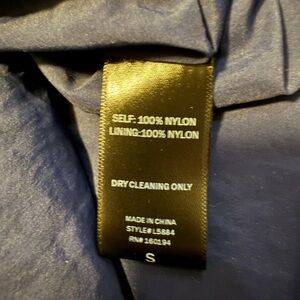 SELF: 100% NYLON
LINING:100% NYLON
DRY CLEANING ONLY
MADE IN CHINA
STYLE# L5884
RN# 160194
S